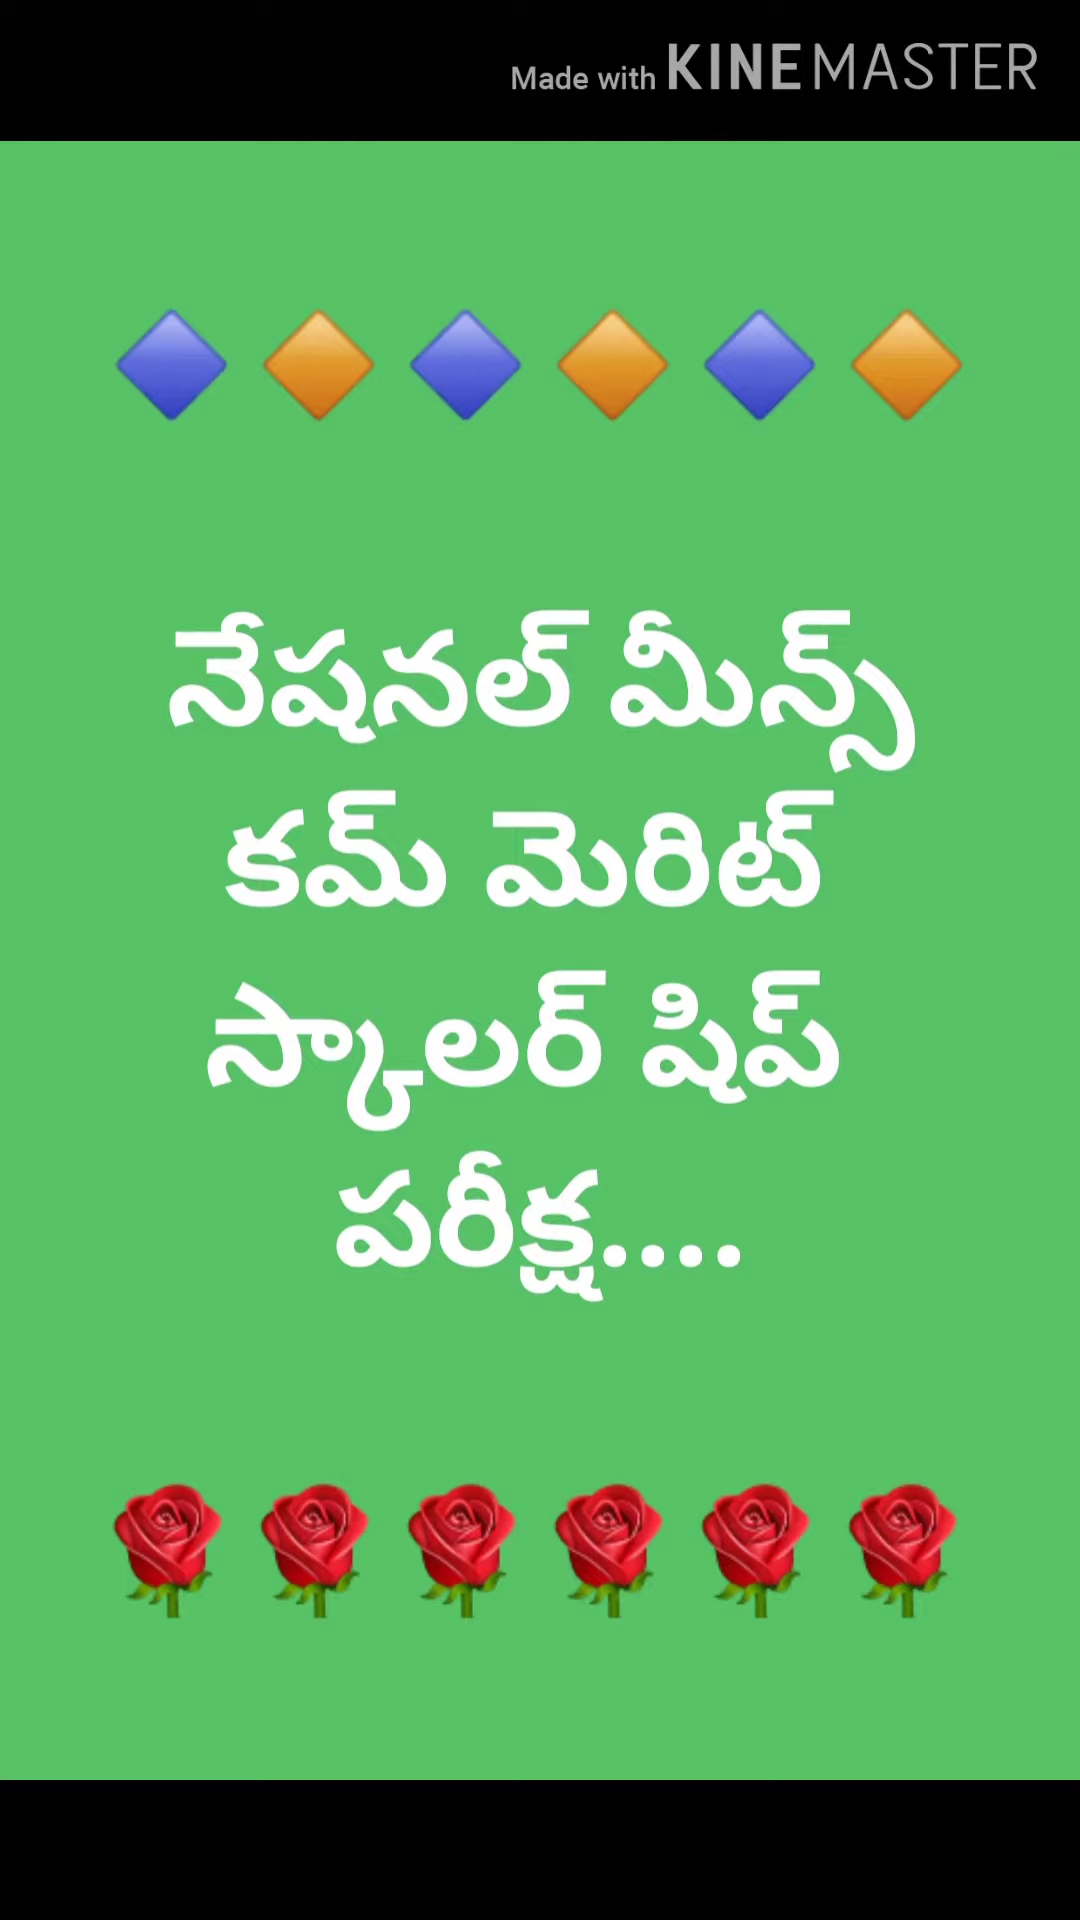 Made with KINEMASTER
నేషనల్ మీన్స్
కమ్ మెరిట్
స్కాలర్ షిప్
పరీక్ష....